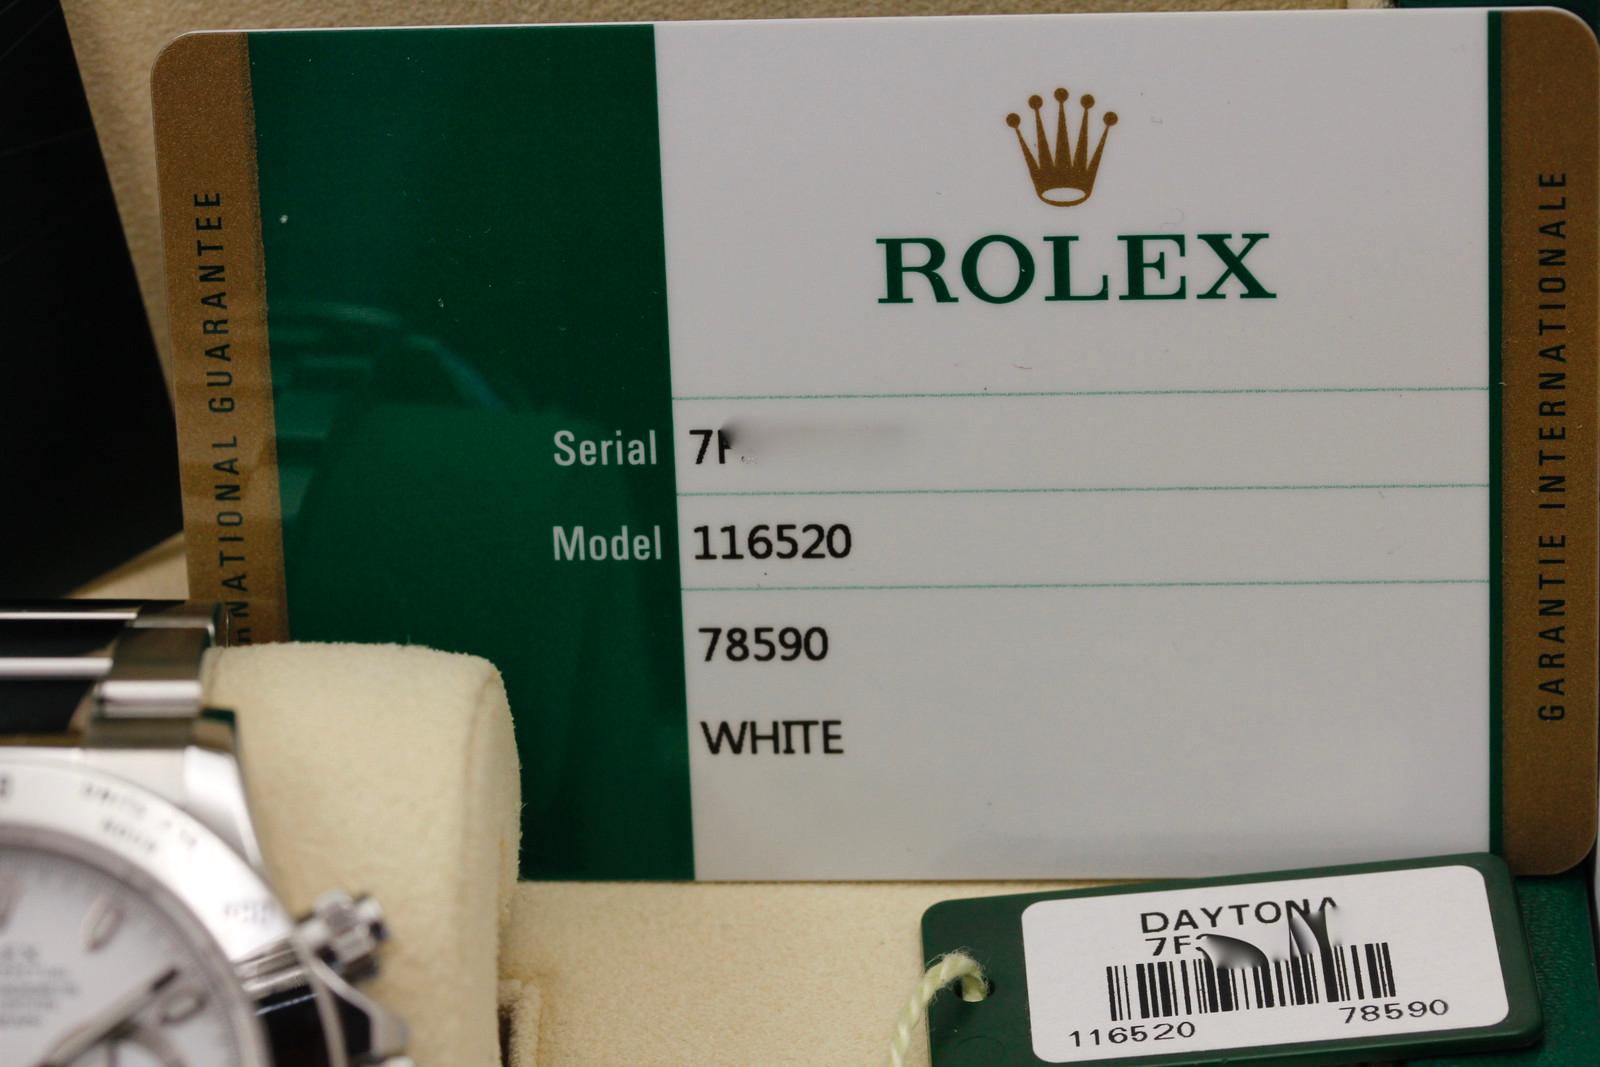 INTERNATIONAL GUARANTEE
ROLEX
GARANTIE INTERNATIONALE
Serial 7F
Model 116520
78590
WHITE
DAYTONA
7F
116520
78590